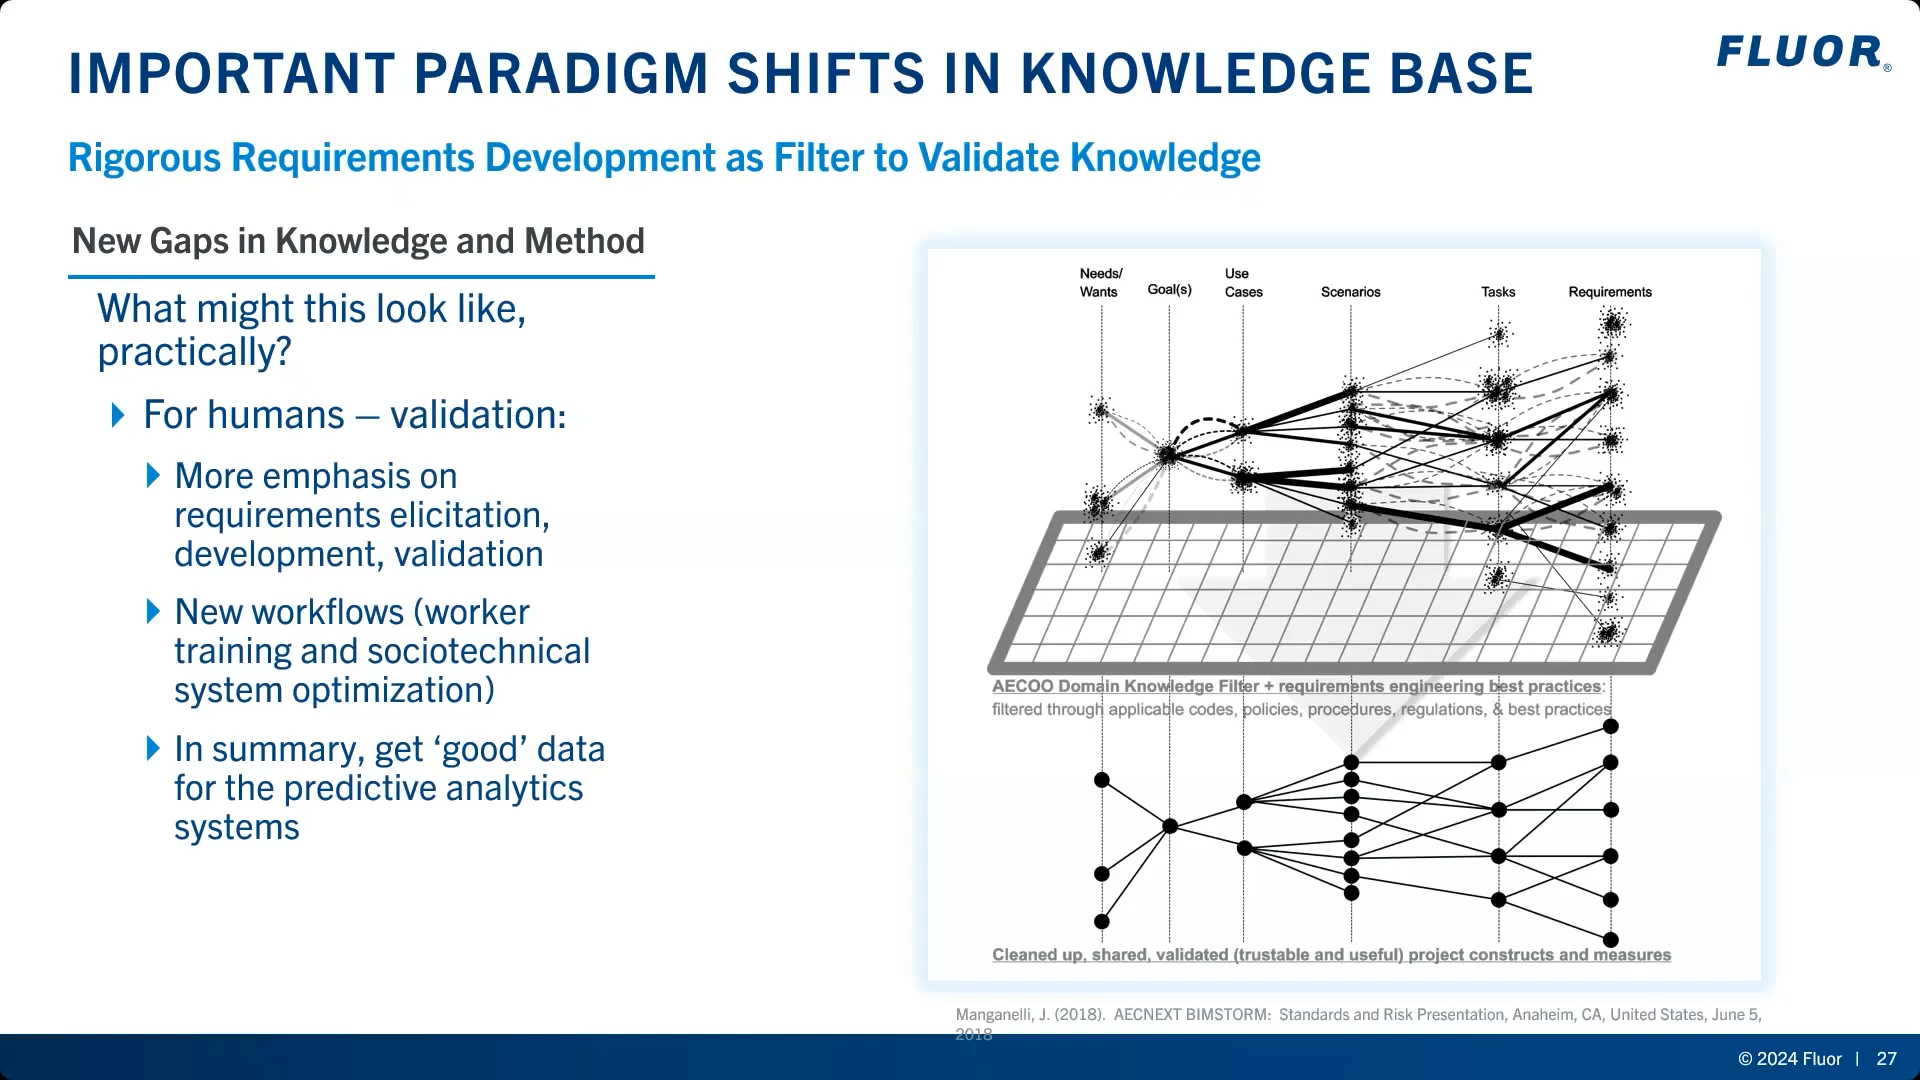 IMPORTANT PARADIGM SHIFTS IN KNOWLEDGE BASE
FLUOR®
Rigorous Requirements Development as Filter to Validate Knowledge
New Gaps in Knowledge and Method
What might this look like,
practically?
For humans – validation:
More emphasis on
requirements elicitation,
development, validation
New workflows (worker
training and sociotechnical
system optimization)
In summary, get ‘good’ data
for the predictive analytics
systems
Needs/
Wants
Goal(s)
Use
Cases
Scenarios
Tasks
Requirements
AECOO Domain Knowledge Filter + requirements engineering best practices:
filtered through applicable codes, policies, procedures, regulations, & best practices
Cleaned up, shared, validated (trustable and useful) project constructs and measures
Manganelli, J. (2018). AECNEXT BIMSTORM: Standards and Risk Presentation, Anaheim, CA, United States, June 5,
2018
© 2024 Fluor | 27